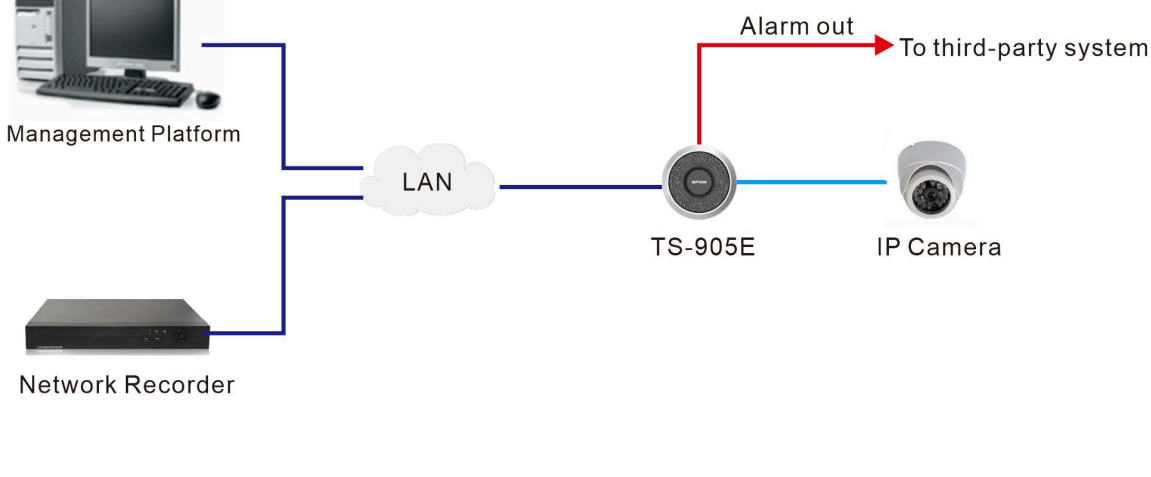 Alarm out
To third-party system
Management Platform
LAN
TS-905E
IP Camera
Network Recorder